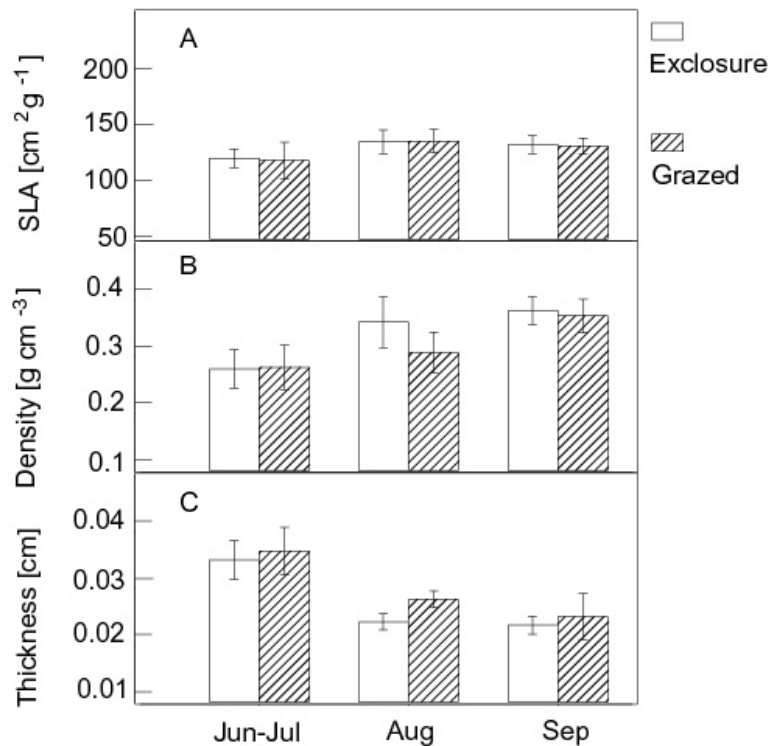 A
SLA [cm 2 g -1]
200
150
100
50
Exclosure
Grazed
B
Density [g cm -3]
0.4
0.3
0.2
0.1
C
Thickness [cm]
0.04
0.03
0.02
0.01
Jun-Jul Aug Sep